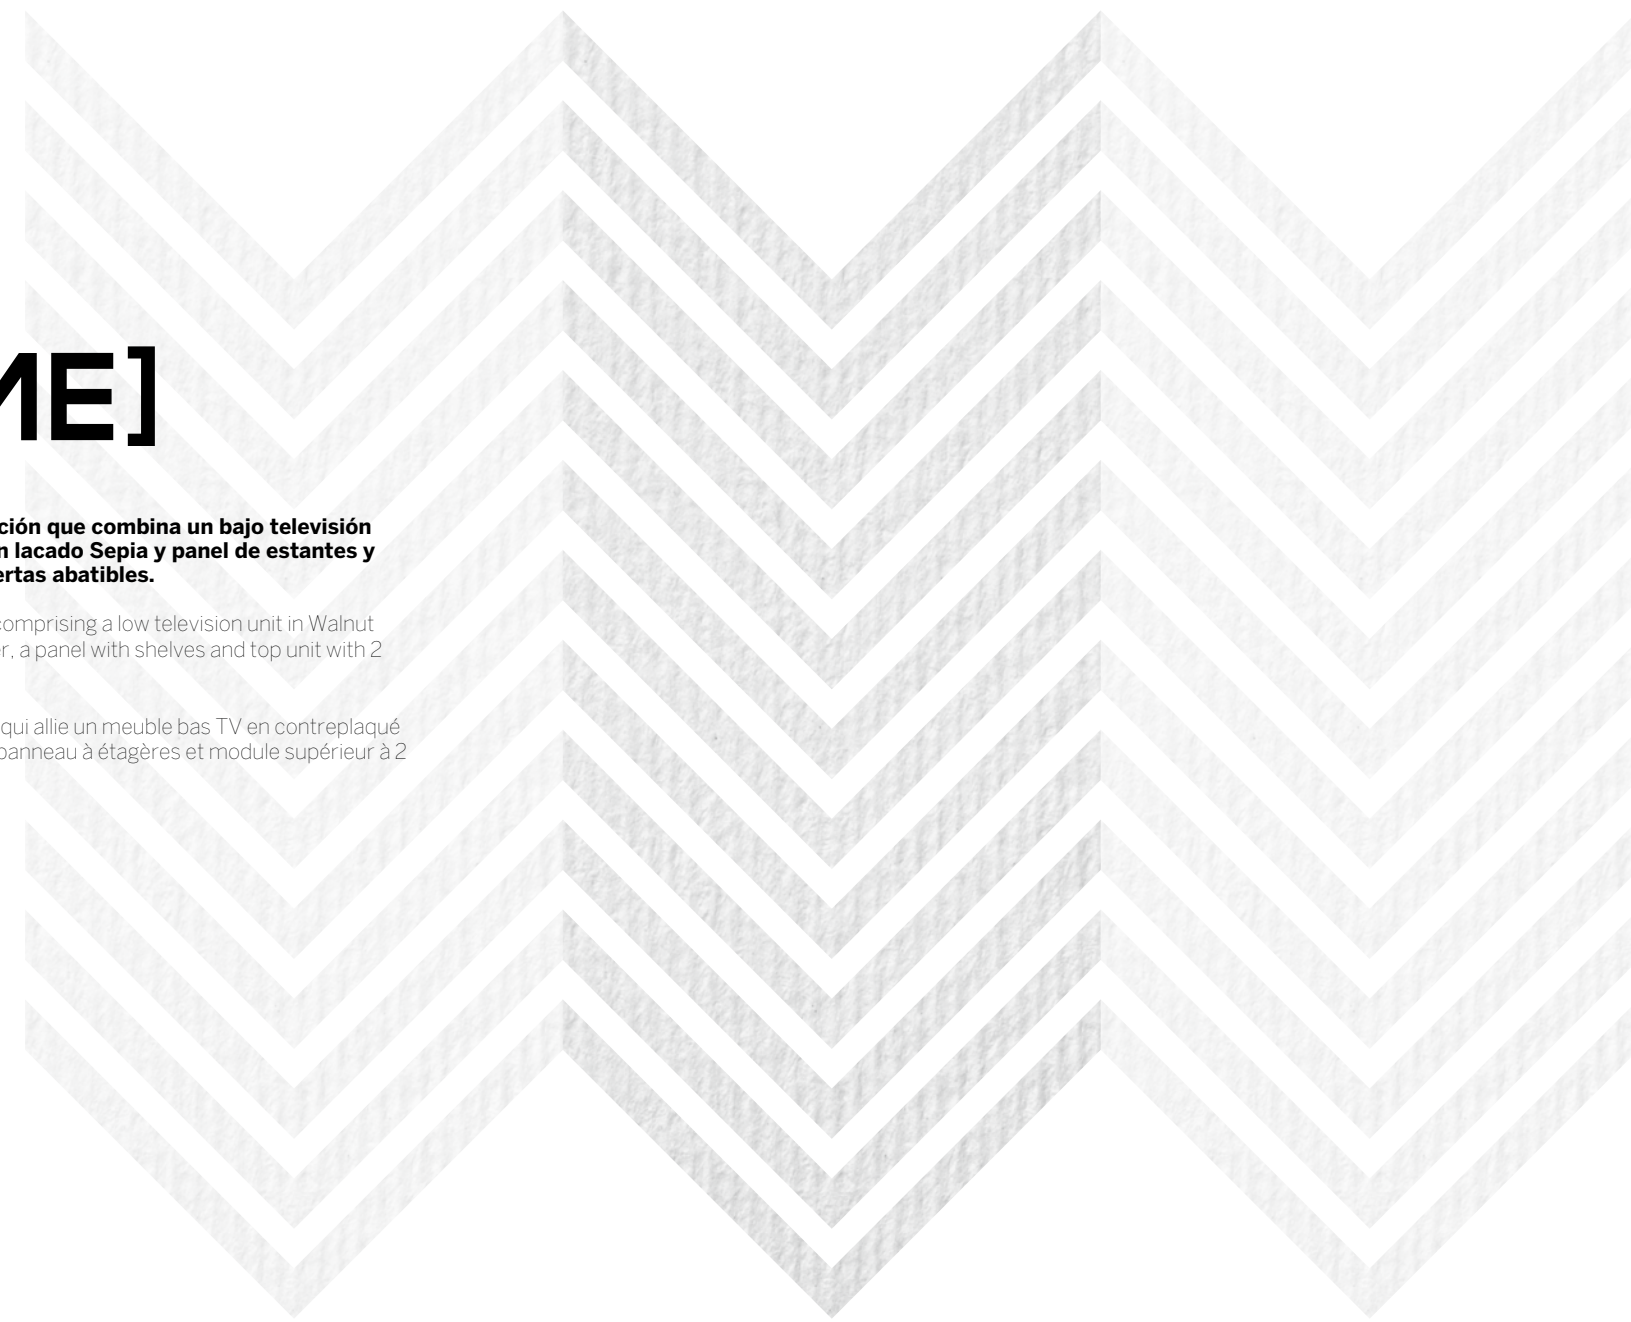 ME]
ción que combina un bajo televisión
n lacado Sepia y panel de estantes y
ertas abatibles.
comprising a low television unit in Walnut
er, a panel with shelves and top unit with 2
qui allie un meuble bas TV en contreplaqué
panneau à étagères et module supérieur à 2